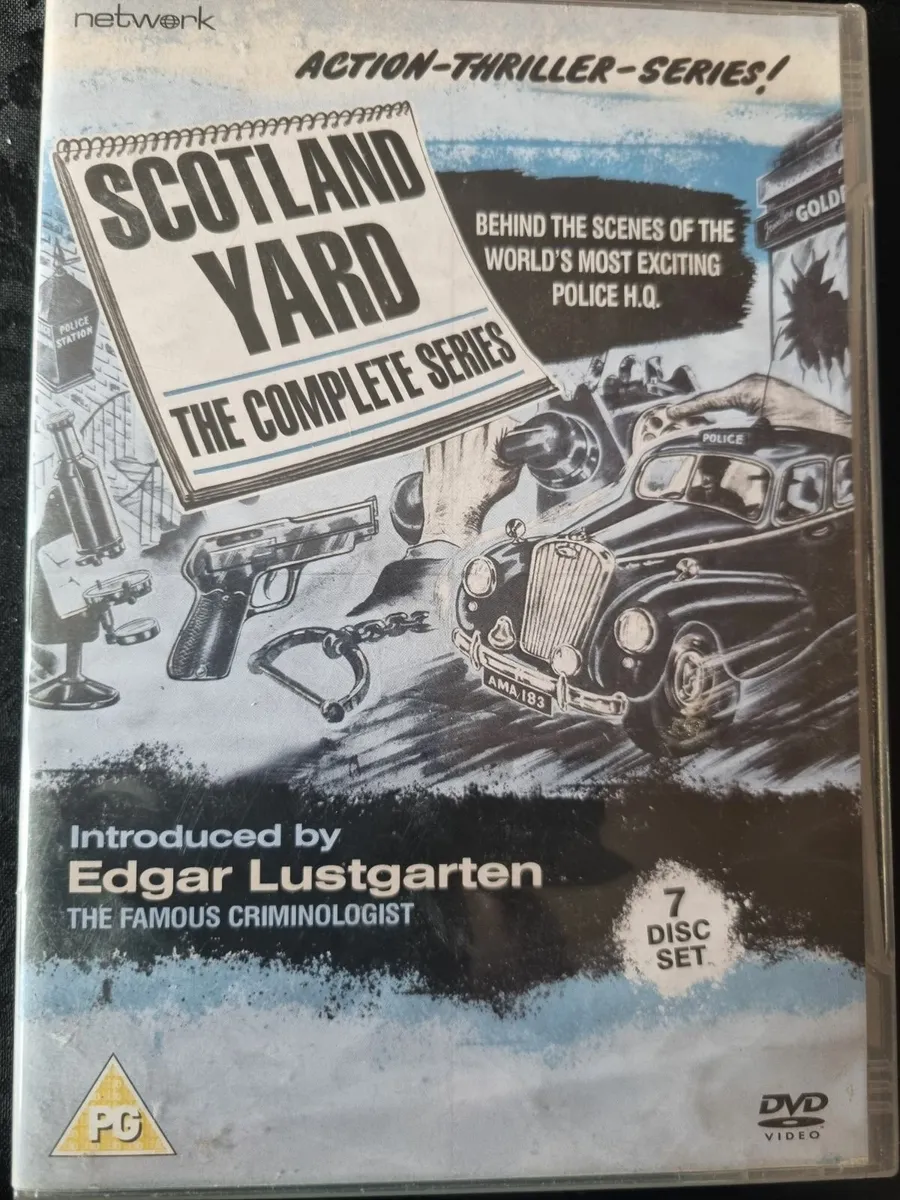 network
ACTION-THRILLER-SERIES!
SCOTLAND
YARD
THE COMPLETE SERIES
BEHIND THE SCENES OF THE
WORLD'S MOST EXCITING
POLICE H.Q.
POLICE
STATION
GOLD
POLICE
AMA 183
Introduced by
Edgar Lustgarten
THE FAMOUS CRIMINOLOGIST
7
DISC
SET
PG
DVD
VIDEO